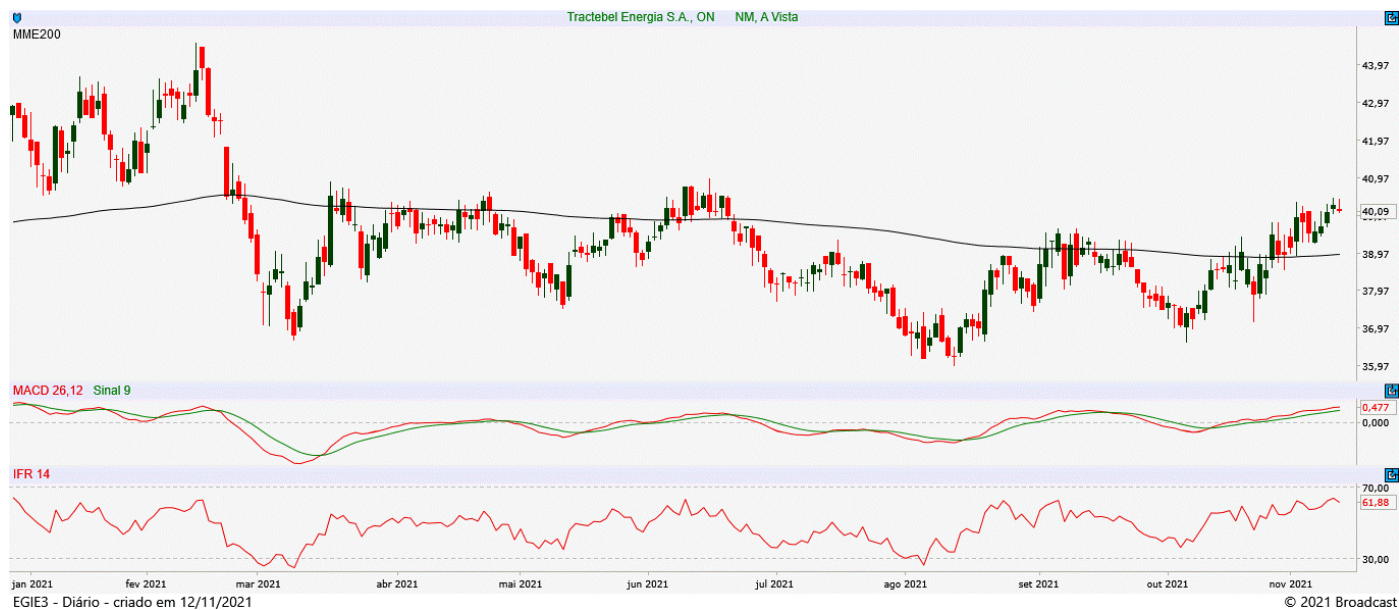 Tractebel Energia S.A., ON NM, A Vista
MME200
43,97
42,97
41,97
40,97
40,09
38,97
37,97
36,97
35,97
MACD 26,12 Sinal 9
0,477
0,000
IFR 14
70,00
61,88
30,00
jan 2021 fev 2021 mar 2021 abr 2021 mai 2021 jun 2021 jul 2021 ago 2021 set 2021 out 2021 nov 2021
EGIE3 - Diário - criado em 12/11/2021 © 2021 Broadcast